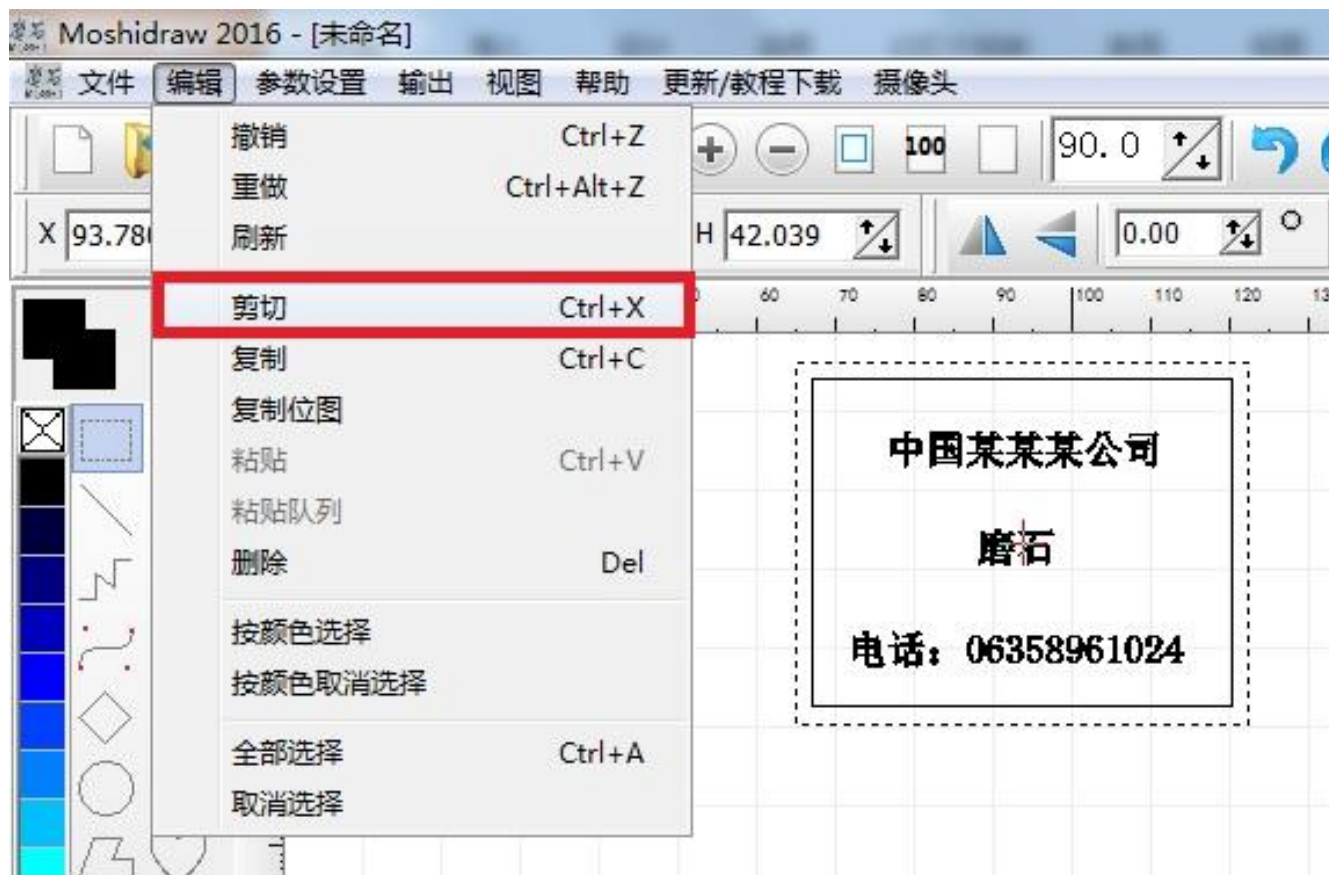 Moshidraw 2016 - [未命名]
文件 编辑 参数设置 输出 视图 帮助 更新/教程下载 摄像头
撤销 Ctrl+Z
重做 Ctrl+Alt+Z
刷新
剪切 Ctrl+X
复制 Ctrl+C
复制位图
粘贴 Ctrl+V
粘贴队列
删除 Del
按颜色选择
按颜色取消选择
全部选择 Ctrl+A
取消选择
100 90.0
X 93.780 H 42.039 0.00
60 70 80 90 100 110 120
中国某某某公司
磨石
电话：06358961024